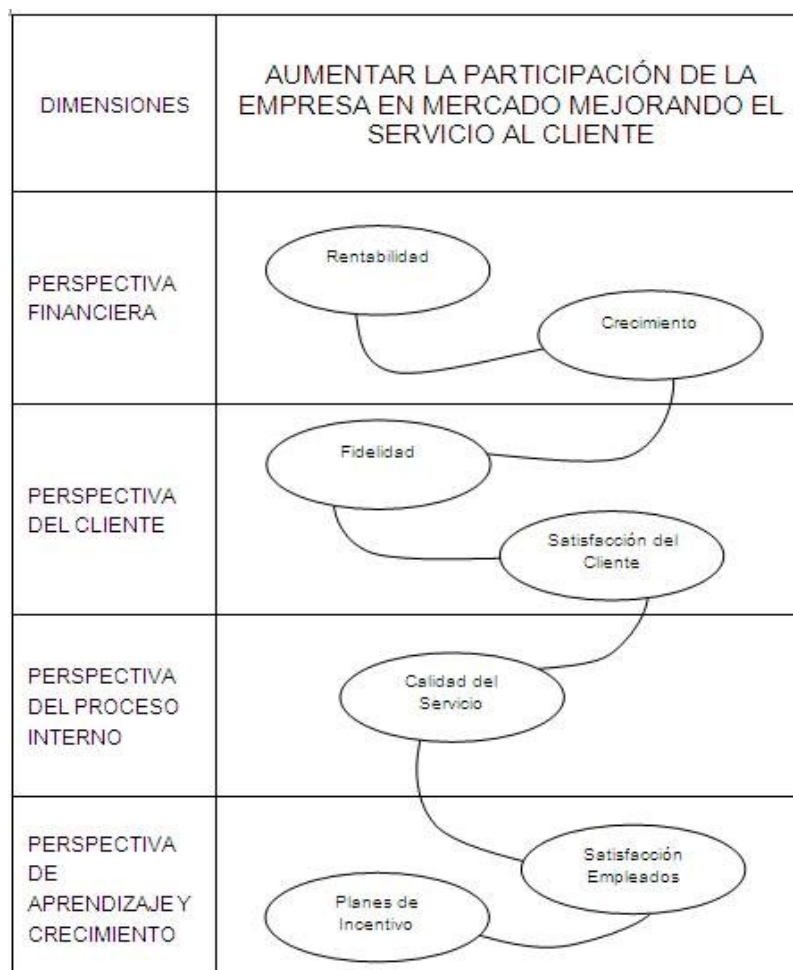 DIMENSIONES
AUMENTAR LA PARTICIPACIÓN DE LA
EMPRESA EN MERCADO MEJORANDO EL
SERVICIO AL CLIENTE
PERSPECTIVA
FINANCIERA
Rentabilidad
Crecimiento
PERSPECTIVA
DEL CLIENTE
Fidelidad
Satisfacción del
Cliente
PERSPECTIVA
DEL PROCESO
INTERNO
Calidad del
Servicio
PERSPECTIVA
DE
APRENDIZAJE Y
CRECIMIENTO
Satisfacción
Empleados
Planes de
Incentivo